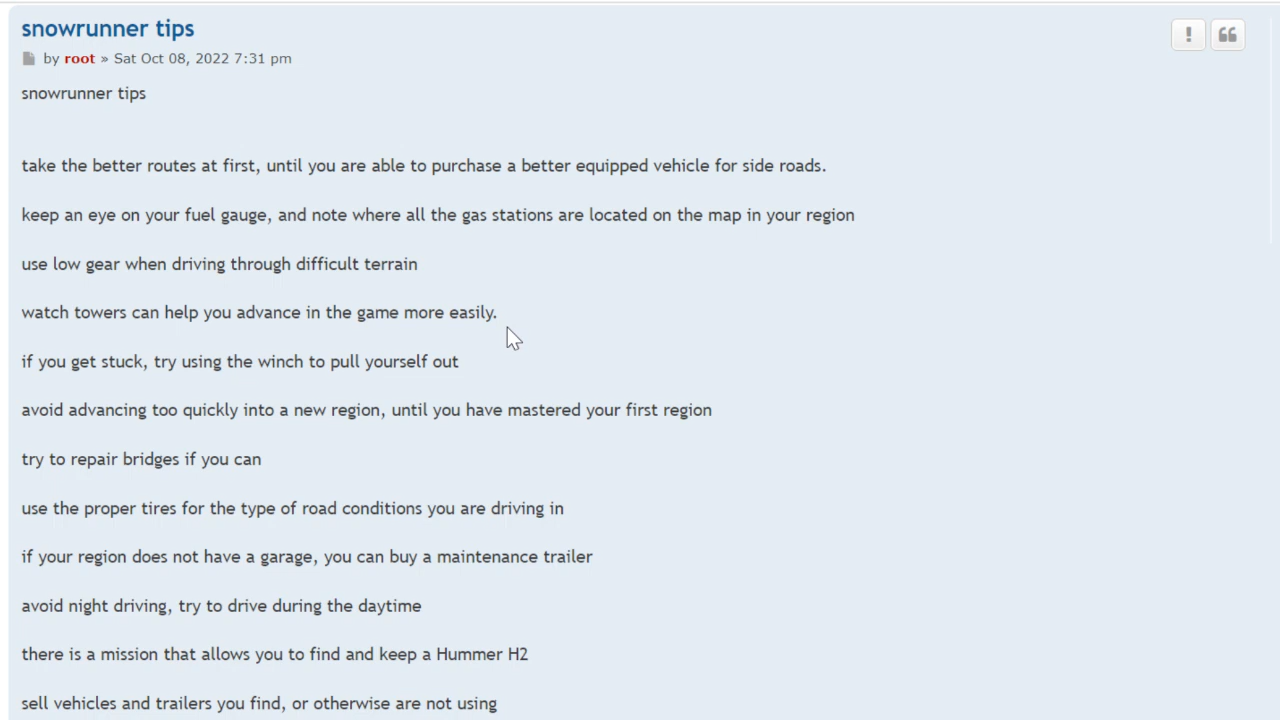 snowrunner tips
by root » Sat Oct 08, 2022 7:31 pm
snowrunner tips
take the better routes at first, until you are able to purchase a better equipped vehicle for side roads.
keep an eye on your fuel gauge, and note where all the gas stations are located on the map in your region
use low gear when driving through difficult terrain
watch towers can help you advance in the game more easily.
if you get stuck, try using the winch to pull yourself out
avoid advancing too quickly into a new region, until you have mastered your first region
try to repair bridges if you can
use the proper tires for the type of road conditions you are driving in
if your region does not have a garage, you can buy a maintenance trailer
avoid night driving, try to drive during the daytime
there is a mission that allows you to find and keep a Hummer H2
sell vehicles and trailers you find, or otherwise are not using